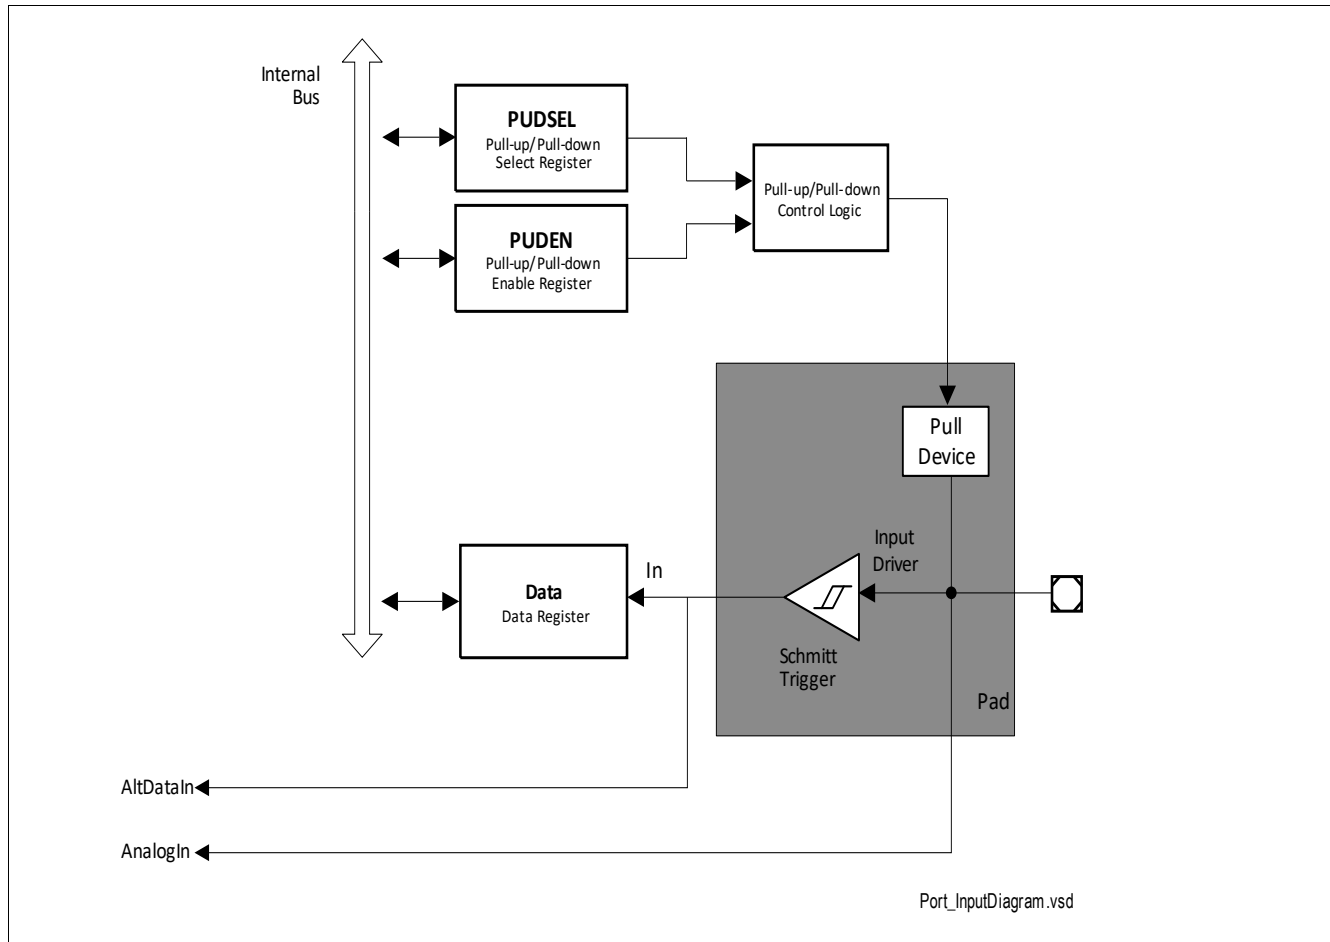 Internal
Bus
PUDSEL
Pull-up/Pull-down
Select Register
Pull-up/Pull-down
Control Logic
PUDEN
Pull-up/Pull-down
Enable Register
Pull
Device
Input
Driver
In
Data
Data Register
Schmitt
Trigger
Pad
AltDataIn
AnalogIn
Port_InputDiagram.vsd